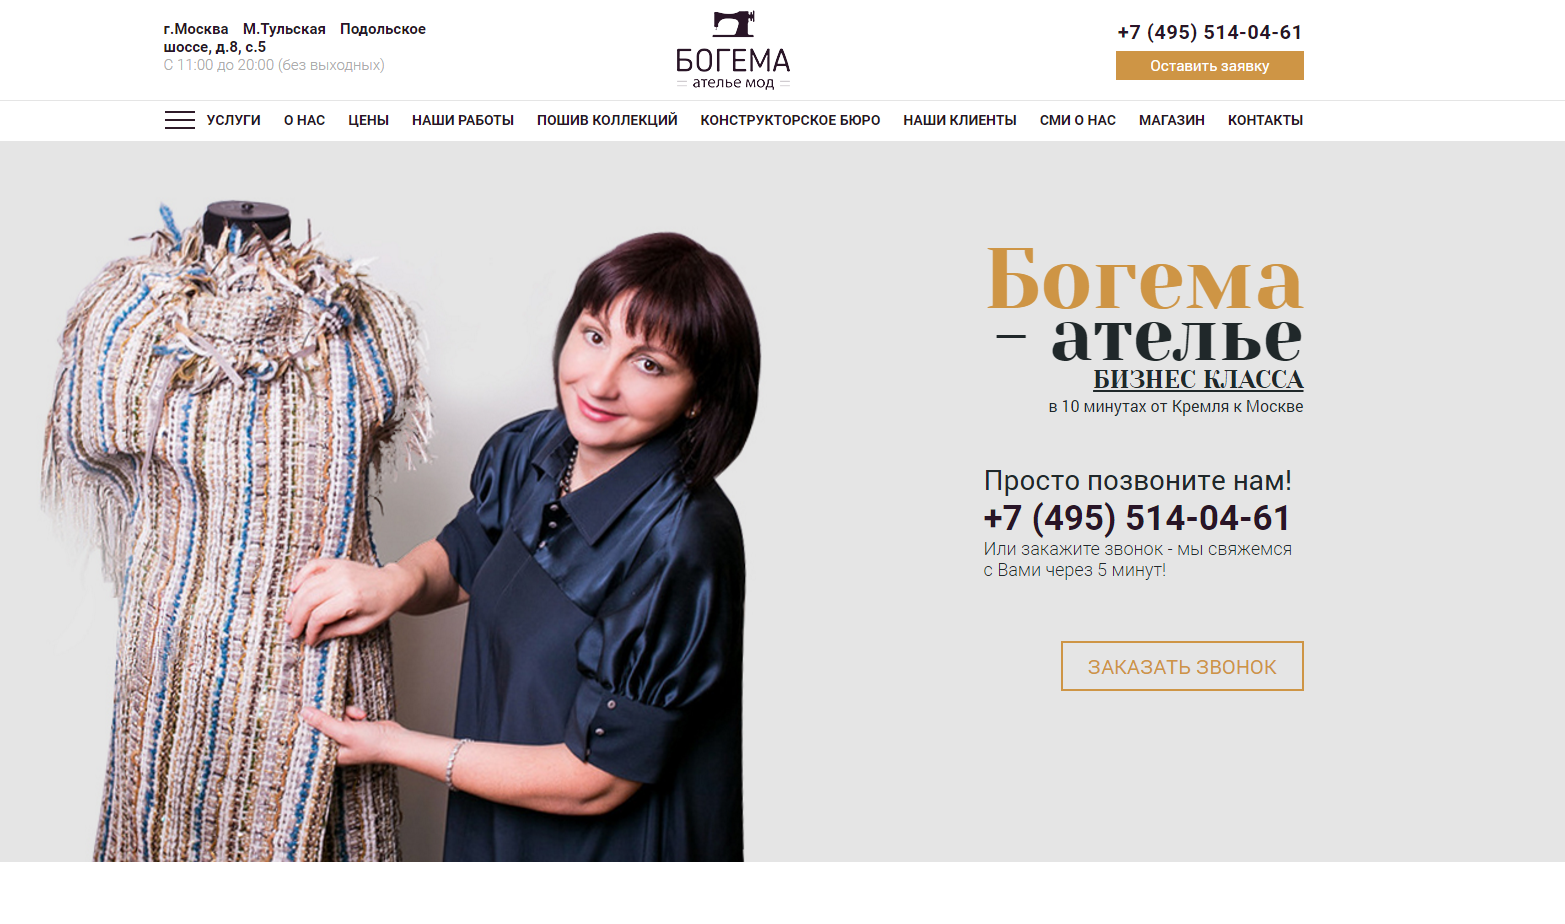 г.Москва М.Тульская Подольское
шоссе, д.8, с.5
С 11:00 до 20:00 (без выходных)
БОГЕМА
ателье мод
+7 (495) 514-04-61
Оставить заявку
УСЛУГИ О НАС ЦЕНЫ НАШИ РАБОТЫ ПОШИВ КОЛЛЕКЦИЙ КОНСТРУКТОРСКОЕ БЮРО НАШИ КЛИЕНТЫ СМИ О НАС МАГАЗИН КОНТАКТЫ
Богема
– ателье
БИЗНЕС КЛАССА
в 10 минутах от Кремля к Москве
Просто позвоните нам!
+7 (495) 514-04-61
Или закажите звонок - мы свяжемся
с Вами через 5 минут!
ЗАКАЗАТЬ ЗВОНОК